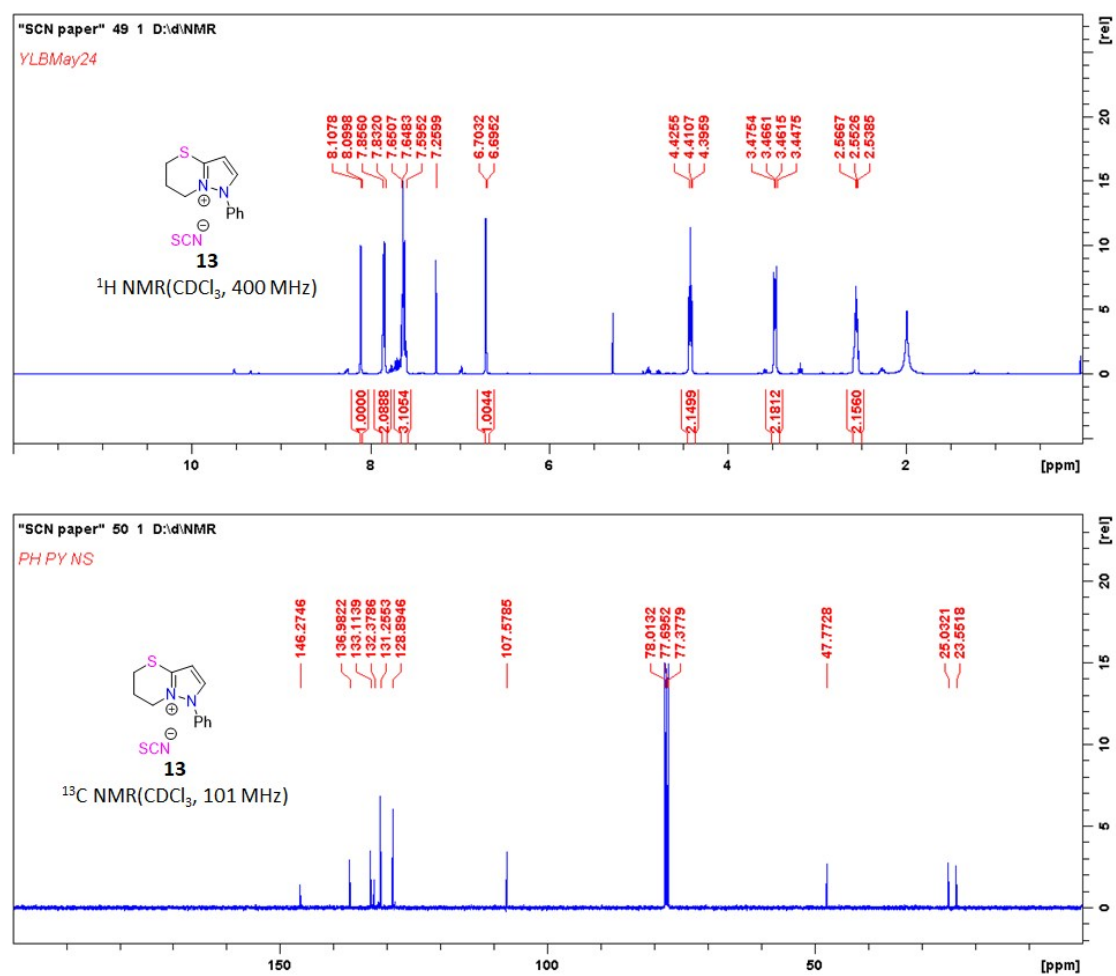 "SCN paper" 49 1 D:\d\NMR
YLBMay24
[rel]
8.1078
8.0998
7.8560
7.8320
7.6507
7.6483
7.5952
7.2599
6.7032
6.6952
4.4255
4.4107
4.3959
3.4754
3.4661
3.4615
3.4475
2.5667
2.5526
2.5385
20
15
10
5
0
S
N
N
⊕
Ph
SCN⊖
13
¹H NMR(CDCl₃, 400 MHz)
1.0000
2.0888
3.1054
1.0044
2.1499
2.1812
2.1560
10 8 6 4 2 [ppm]
"SCN paper" 50 1 D:\d\NMR
PH PY NS
[rel]
146.2746
136.9822
133.1139
132.3786
131.2553
128.8946
107.5785
78.0132
77.6952
77.3779
47.7728
25.0321
23.5518
20
15
10
5
0
S
N
N
⊕
Ph
SCN⊖
13
¹³C NMR(CDCl₃, 101 MHz)
150 100 50 [ppm]